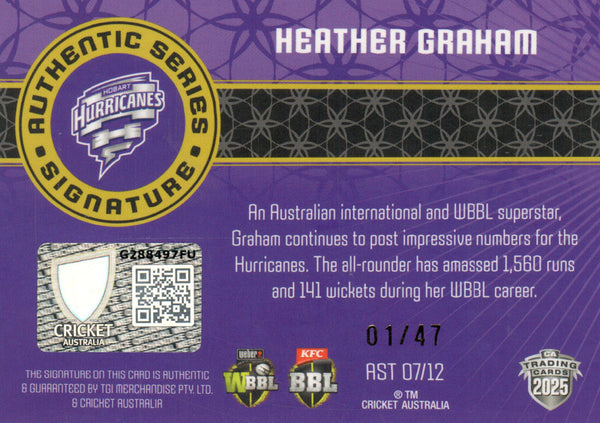 HEATHER GRAHAM
AUTHENTIC SERIES
SIGNATURE
HOBART
HURRICANES
An Australian international and WBBL superstar,
Graham continues to post impressive numbers for the
Hurricanes. The all-rounder has amassed 1,560 runs
and 141 wickets during her WBBL career.
G288497FU
CRICKET
AUSTRALIA
01/47
THE SIGNATURE ON THIS CARD IS AUTHENTIC
& GUARANTEED BY TGI MERCHANDISE PTY. LTD.
& CRICKET AUSTRALIA
weber
WBBL
KFC
BBL
AST 07/12
® ™
CRICKET AUSTRALIA
CA
TRADING
CARDS
2025